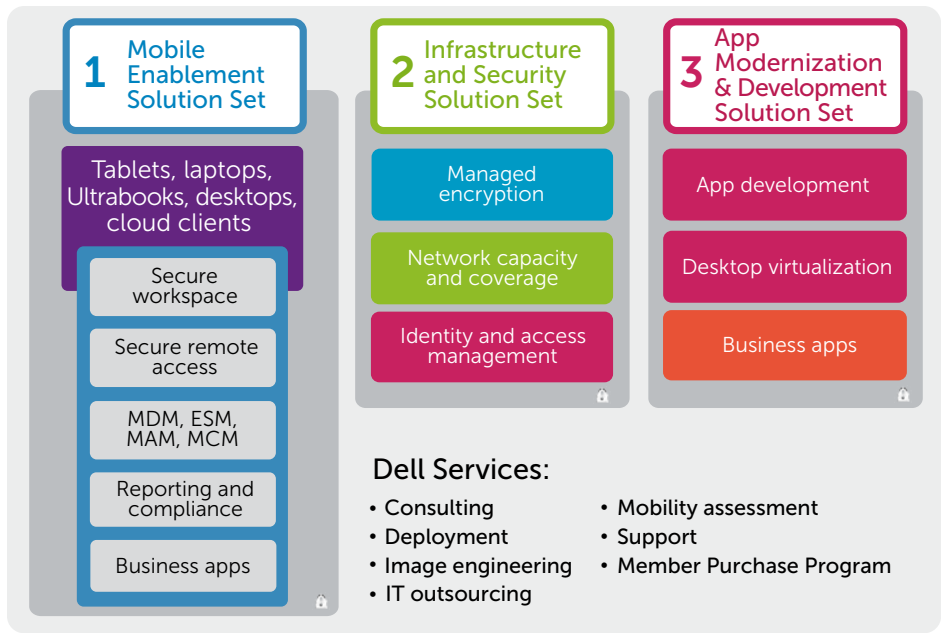 1
Mobile
Enablement
Solution Set
Tablets, laptops,
Ultrabooks, desktops,
cloud clients
Secure
workspace
Secure remote
access
MDM, ESM,
MAM, MCM
Reporting and
compliance
Business apps
2
Infrastructure
and Security
Solution Set
Managed
encryption
Network capacity
and coverage
Identity and access
management
3
App
Modernization
& Development
Solution Set
App development
Desktop virtualization
Business apps
Dell Services:
• Consulting
• Deployment
• Image engineering
• IT outsourcing
• Mobility assessment
• Support
• Member Purchase Program